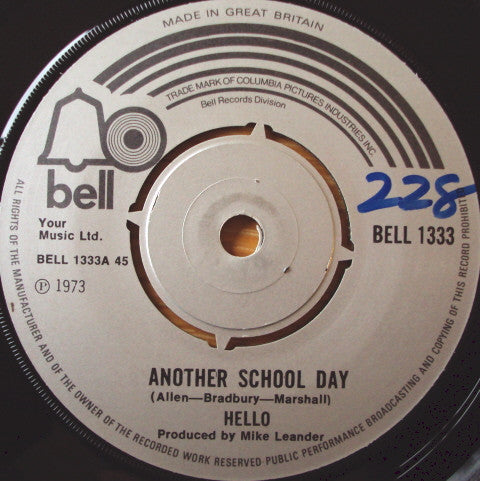 MADE IN GREAT BRITAIN
TRADE MARK OF COLUMBIA PICTURES INDUSTRIES INC.
Bell Records Division
bell
228
Your
Music Ltd.
BELL 1333
BELL 1333A 45
Ⓟ 1973
ANOTHER SCHOOL DAY
(Allen—Bradbury—Marshall)
HELLO
Produced by Mike Leander
ALL RIGHTS OF THE MANUFACTURER AND OF THE OWNER OF THE RECORDED WORK RESERVED PUBLIC PERFORMANCE BROADCASTING AND COPYING OF THIS RECORD PROHIBITED